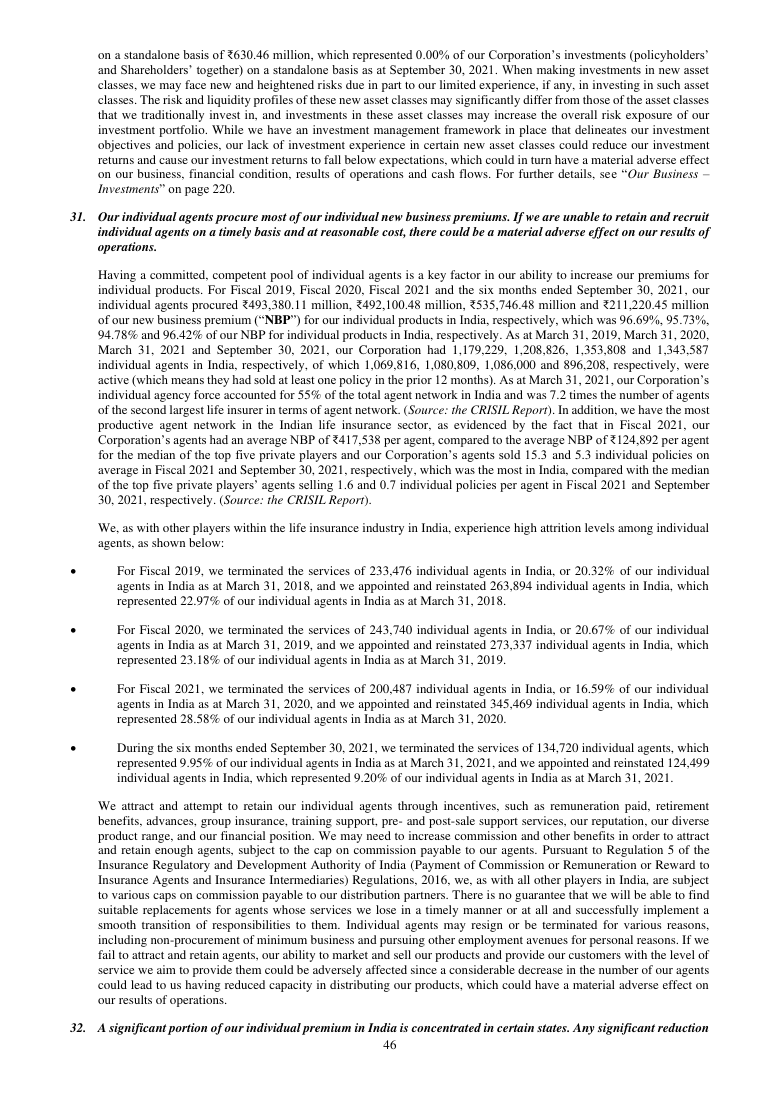 on a standalone basis of ₹630.46 million, which represented 0.00% of our Corporation’s investments (policyholders’
and Shareholders’ together) on a standalone basis as at September 30, 2021. When making investments in new asset
classes, we may face new and heightened risks due in part to our limited experience, if any, in investing in such asset
classes. The risk and liquidity profiles of these new asset classes may significantly differ from those of the asset classes
that we traditionally invest in, and investments in these asset classes may increase the overall risk exposure of our
investment portfolio. While we have an investment management framework in place that delineates our investment
objectives and policies, our lack of investment experience in certain new asset classes could reduce our investment
returns and cause our investment returns to fall below expectations, which could in turn have a material adverse effect
on our business, financial condition, results of operations and cash flows. For further details, see “Our Business –
Investments” on page 220.
31. Our individual agents procure most of our individual new business premiums. If we are unable to retain and recruit
individual agents on a timely basis and at reasonable cost, there could be a material adverse effect on our results of
operations.
Having a committed, competent pool of individual agents is a key factor in our ability to increase our premiums for
individual products. For Fiscal 2019, Fiscal 2020, Fiscal 2021 and the six months ended September 30, 2021, our
individual agents procured ₹493,380.11 million, ₹492,100.48 million, ₹535,746.48 million and ₹211,220.45 million
of our new business premium (“NBP”) for our individual products in India, respectively, which was 96.69%, 95.73%,
94.78% and 96.42% of our NBP for individual products in India, respectively. As at March 31, 2019, March 31, 2020,
March 31, 2021 and September 30, 2021, our Corporation had 1,179,229, 1,208,826, 1,353,808 and 1,343,587
individual agents in India, respectively, of which 1,069,816, 1,080,809, 1,086,000 and 896,208, respectively, were
active (which means they had sold at least one policy in the prior 12 months). As at March 31, 2021, our Corporation’s
individual agency force accounted for 55% of the total agent network in India and was 7.2 times the number of agents
of the second largest life insurer in terms of agent network. (Source: the CRISIL Report). In addition, we have the most
productive agent network in the Indian life insurance sector, as evidenced by the fact that in Fiscal 2021, our
Corporation’s agents had an average NBP of ₹417,538 per agent, compared to the average NBP of ₹124,892 per agent
for the median of the top five private players and our Corporation’s agents sold 15.3 and 5.3 individual policies on
average in Fiscal 2021 and September 30, 2021, respectively, which was the most in India, compared with the median
of the top five private players’ agents selling 1.6 and 0.7 individual policies per agent in Fiscal 2021 and September
30, 2021, respectively. (Source: the CRISIL Report).
We, as with other players within the life insurance industry in India, experience high attrition levels among individual
agents, as shown below:
• For Fiscal 2019, we terminated the services of 233,476 individual agents in India, or 20.32% of our individual
agents in India as at March 31, 2018, and we appointed and reinstated 263,894 individual agents in India, which
represented 22.97% of our individual agents in India as at March 31, 2018.
• For Fiscal 2020, we terminated the services of 243,740 individual agents in India, or 20.67% of our individual
agents in India as at March 31, 2019, and we appointed and reinstated 273,337 individual agents in India, which
represented 23.18% of our individual agents in India as at March 31, 2019.
• For Fiscal 2021, we terminated the services of 200,487 individual agents in India, or 16.59% of our individual
agents in India as at March 31, 2020, and we appointed and reinstated 345,469 individual agents in India, which
represented 28.58% of our individual agents in India as at March 31, 2020.
• During the six months ended September 30, 2021, we terminated the services of 134,720 individual agents, which
represented 9.95% of our individual agents in India as at March 31, 2021, and we appointed and reinstated 124,499
individual agents in India, which represented 9.20% of our individual agents in India as at March 31, 2021.
We attract and attempt to retain our individual agents through incentives, such as remuneration paid, retirement
benefits, advances, group insurance, training support, pre- and post-sale support services, our reputation, our diverse
product range, and our financial position. We may need to increase commission and other benefits in order to attract
and retain enough agents, subject to the cap on commission payable to our agents. Pursuant to Regulation 5 of the
Insurance Regulatory and Development Authority of India (Payment of Commission or Remuneration or Reward to
Insurance Agents and Insurance Intermediaries) Regulations, 2016, we, as with all other players in India, are subject
to various caps on commission payable to our distribution partners. There is no guarantee that we will be able to find
suitable replacements for agents whose services we lose in a timely manner or at all and successfully implement a
smooth transition of responsibilities to them. Individual agents may resign or be terminated for various reasons,
including non-procurement of minimum business and pursuing other employment avenues for personal reasons. If we
fail to attract and retain agents, our ability to market and sell our products and provide our customers with the level of
service we aim to provide them could be adversely affected since a considerable decrease in the number of our agents
could lead to us having reduced capacity in distributing our products, which could have a material adverse effect on
our results of operations.
32. A significant portion of our individual premium in India is concentrated in certain states. Any significant reduction
46